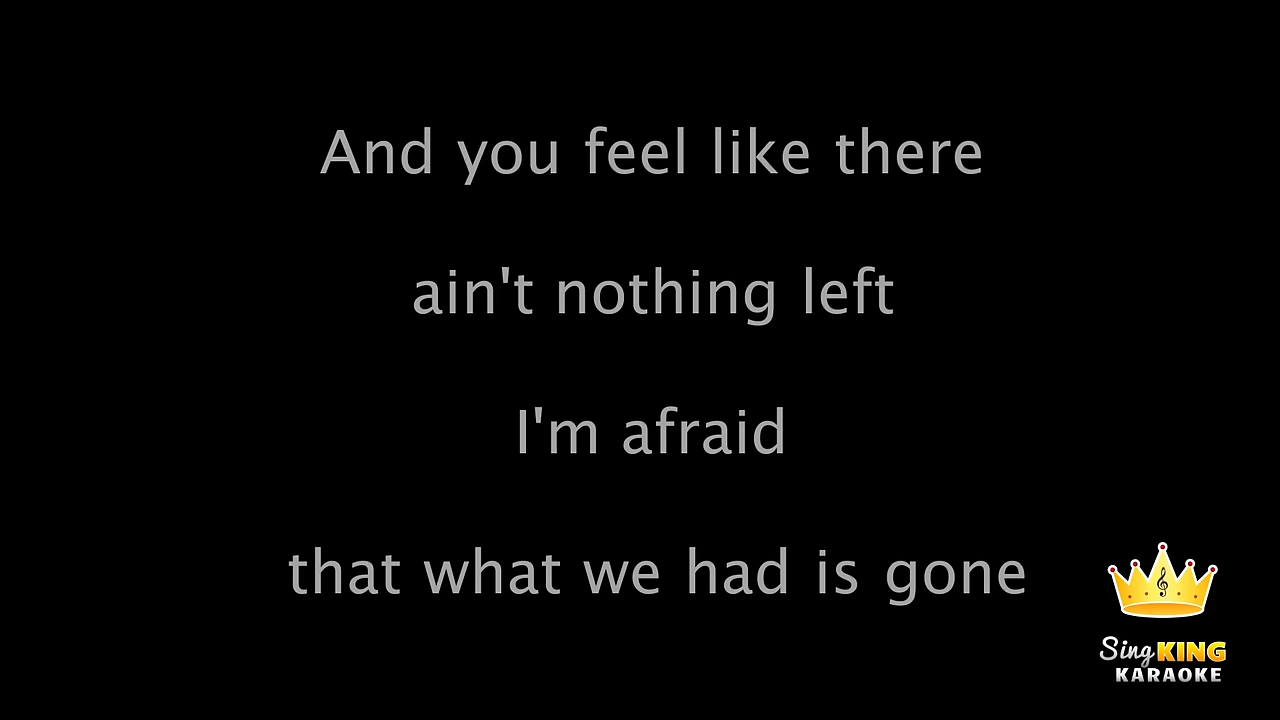 And you feel like there
ain't nothing left
I'm afraid
that what we had is gone
Sing KING
KARAOKE